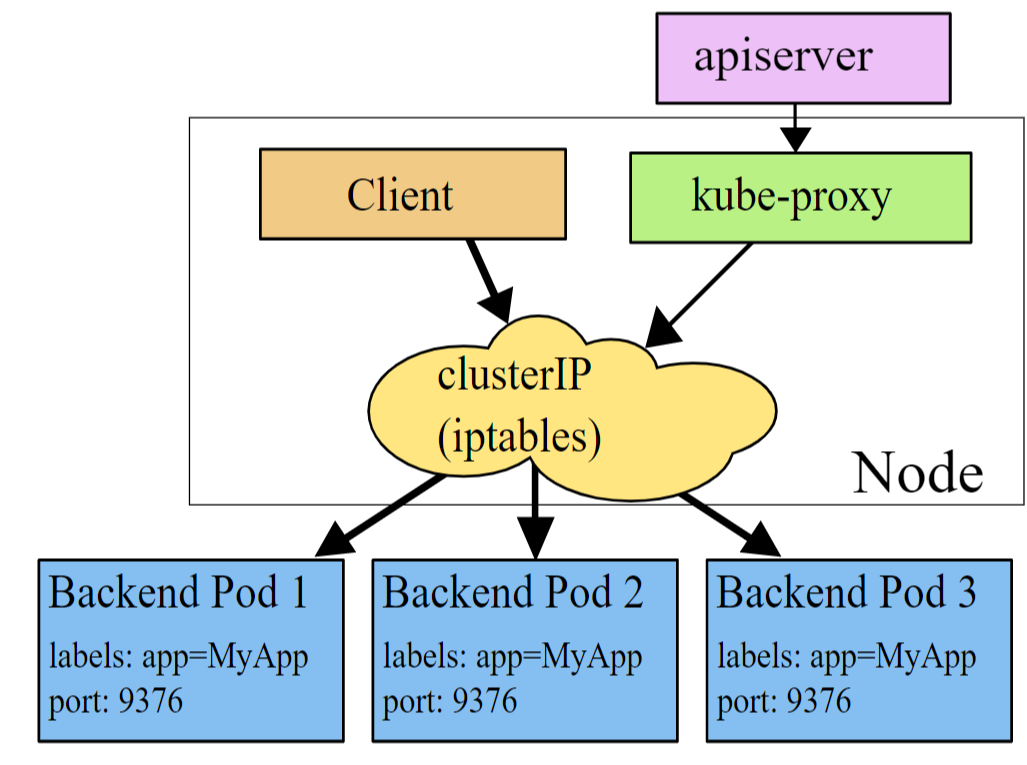 apiserver
Client
kube-proxy
clusterIP
(iptables)
Node
Backend Pod 1
labels: app=MyApp
port: 9376
Backend Pod 2
labels: app=MyApp
port: 9376
Backend Pod 3
labels: app=MyApp
port: 9376